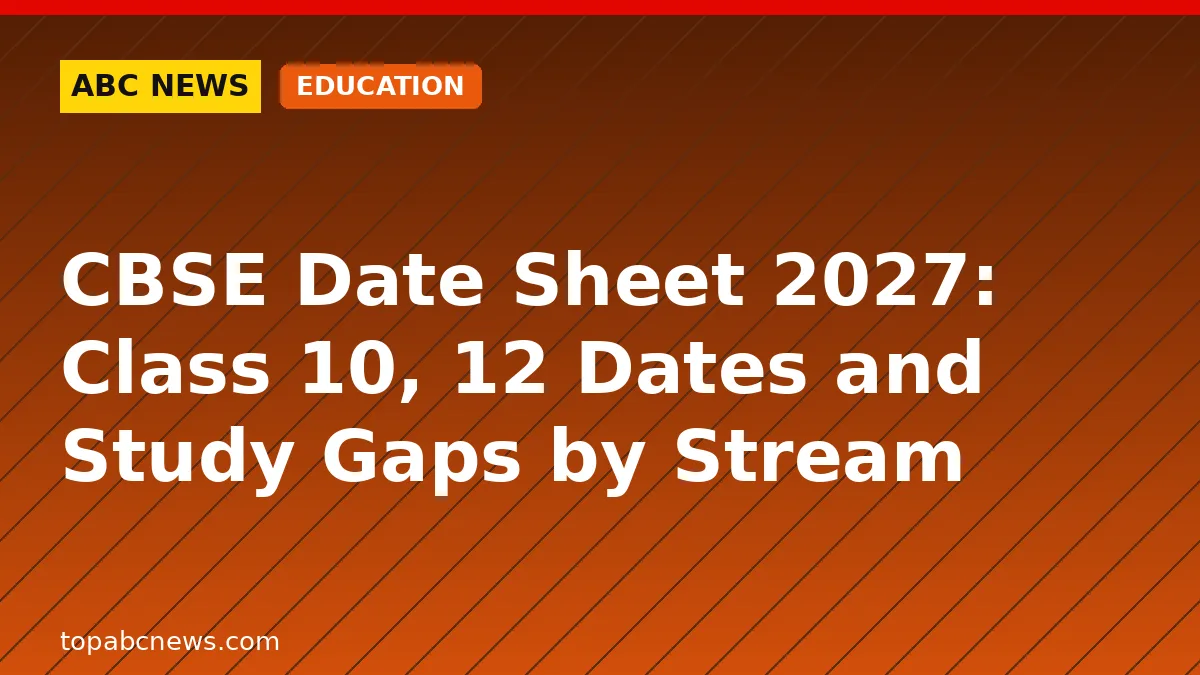 ABC NEWS
EDUCATION
CBSE Date Sheet 2027:
Class 10, 12 Dates and
Study Gaps by Stream
topabcnews.com